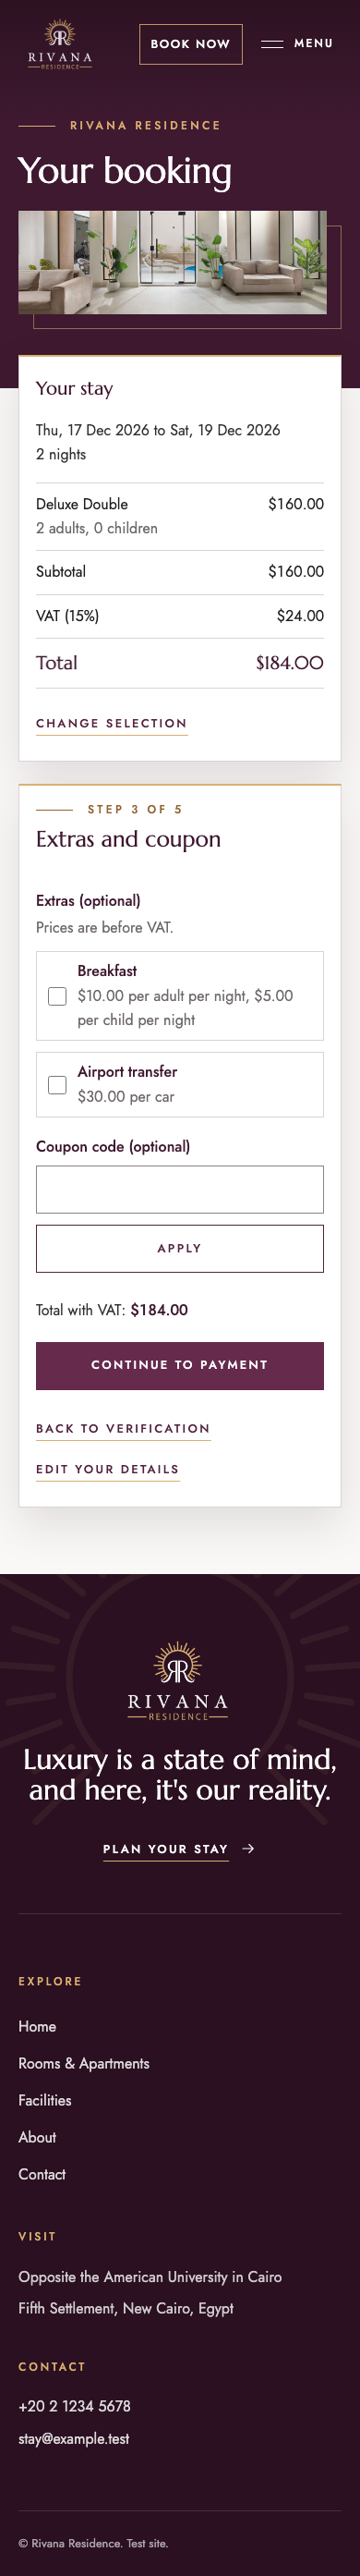 RIVANA
RESIDENCE
BOOK NOW
MENU
RIVANA RESIDENCE
Your booking
Your stay
Thu, 17 Dec 2026 to Sat, 19 Dec 2026
2 nights
Deluxe Double $160.00
2 adults, 0 children
Subtotal $160.00
VAT (15%) $24.00
Total $184.00
CHANGE SELECTION
STEP 3 OF 5
Extras and coupon
Extras (optional)
Prices are before VAT.
Breakfast
$10.00 per adult per night, $5.00
per child per night
Airport transfer
$30.00 per car
Coupon code (optional)
APPLY
Total with VAT: $184.00
CONTINUE TO PAYMENT
BACK TO VERIFICATION
EDIT YOUR DETAILS
RIVANA
RESIDENCE
Luxury is a state of mind,
and here, it's our reality.
PLAN YOUR STAY →
EXPLORE
Home
Rooms & Apartments
Facilities
About
Contact
VISIT
Opposite the American University in Cairo
Fifth Settlement, New Cairo, Egypt
CONTACT
+20 2 1234 5678
stay@example.test
© Rivana Residence. Test site.